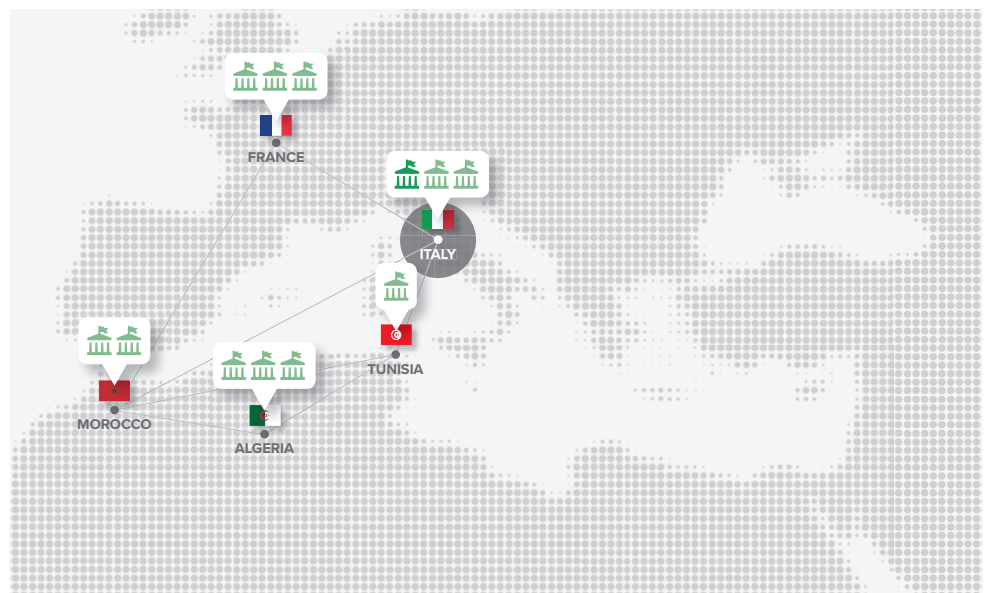 FRANCE
ITALY
TUNISIA
MOROCCO
ALGERIA